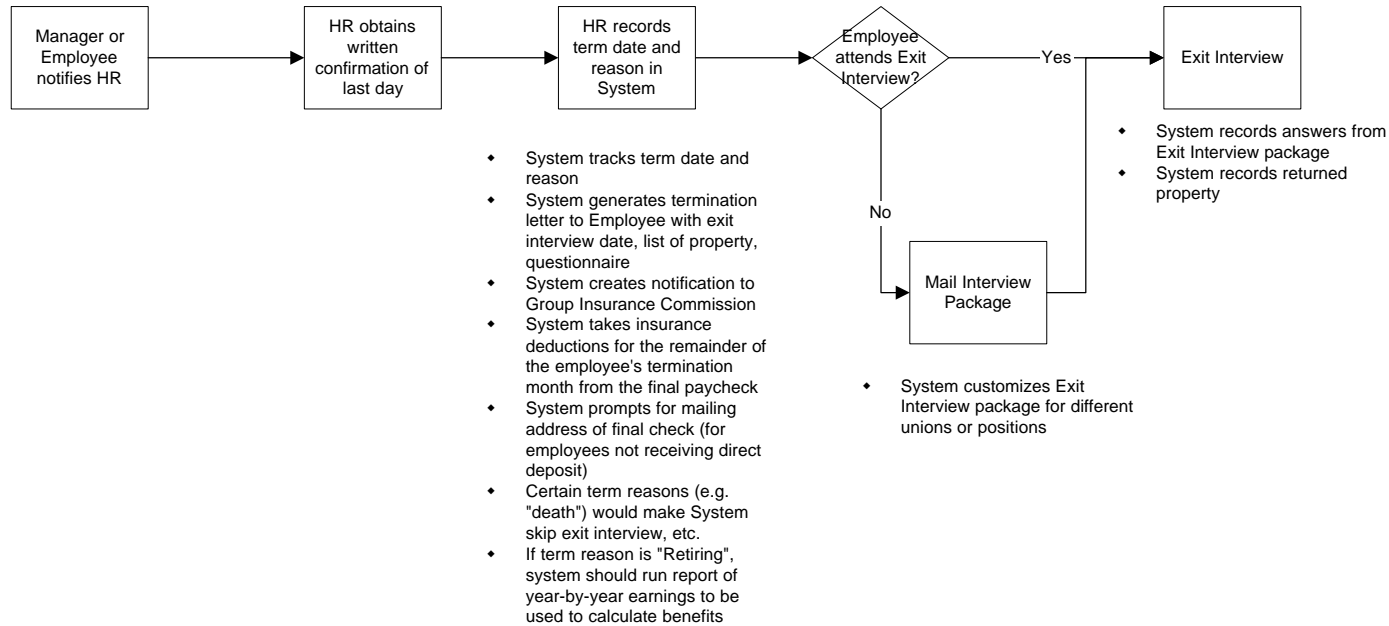 Manager or
Employee
notifies HR
HR obtains
written
confirmation of
last day
HR records
term date and
reason in
System
Employee
attends Exit
Interview?
Yes
Exit Interview
◆ System records answers from
Exit Interview package
◆ System records returned
property
◆ System tracks term date and
reason
◆ System generates termination
letter to Employee with exit
interview date, list of property,
questionnaire
◆ System creates notification to
Group Insurance Commission
◆ System takes insurance
deductions for the remainder of
the employee's termination
month from the final paycheck
◆ System prompts for mailing
address of final check (for
employees not receiving direct
deposit)
◆ Certain term reasons (e.g.
"death") would make System
skip exit interview, etc.
◆ If term reason is "Retiring",
system should run report of
year-by-year earnings to be
used to calculate benefits
No
Mail Interview
Package
◆ System customizes Exit
Interview package for different
unions or positions